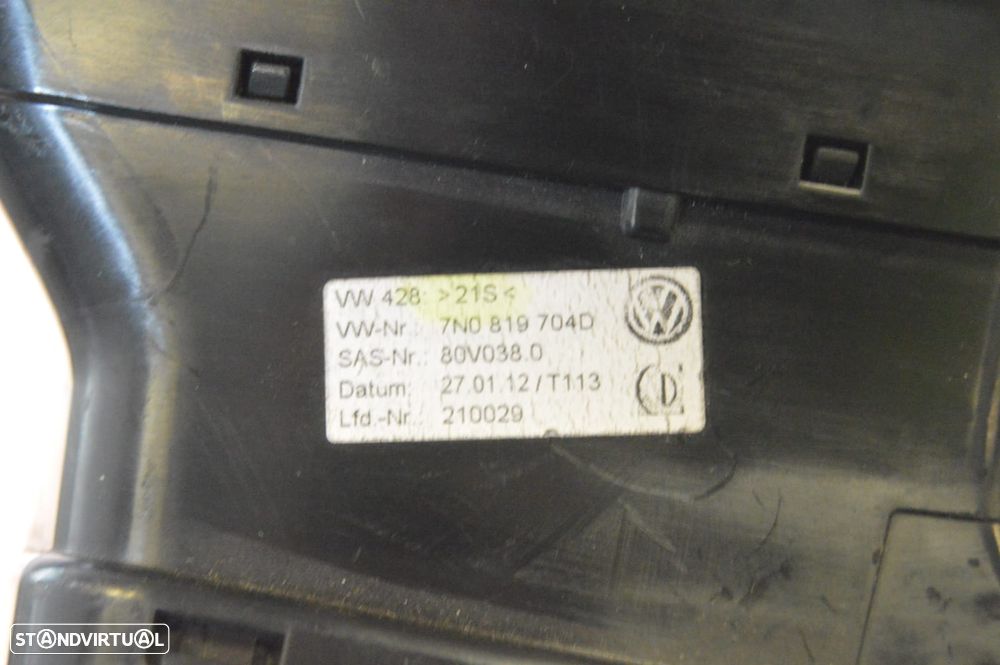 VW 428: >21S<
VW-Nr.: 7N0 819 704D
SAS-Nr.: 80V038.0
Datum: 27.01.12/T113
Lfd.-Nr.: 210029
STANDVIRTUAL